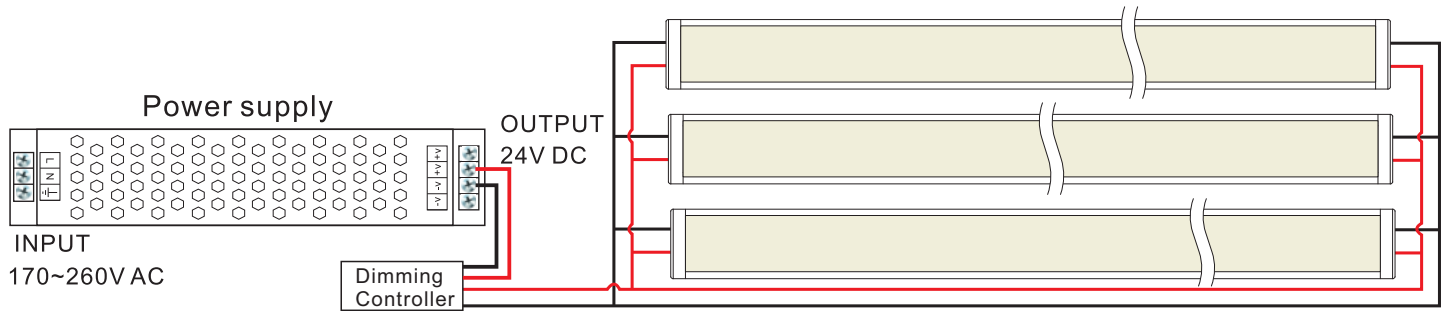 Power supply
L
N
+V
+V
-V
-V
OUTPUT
24V DC
INPUT
170~260V AC
Dimming
Controller